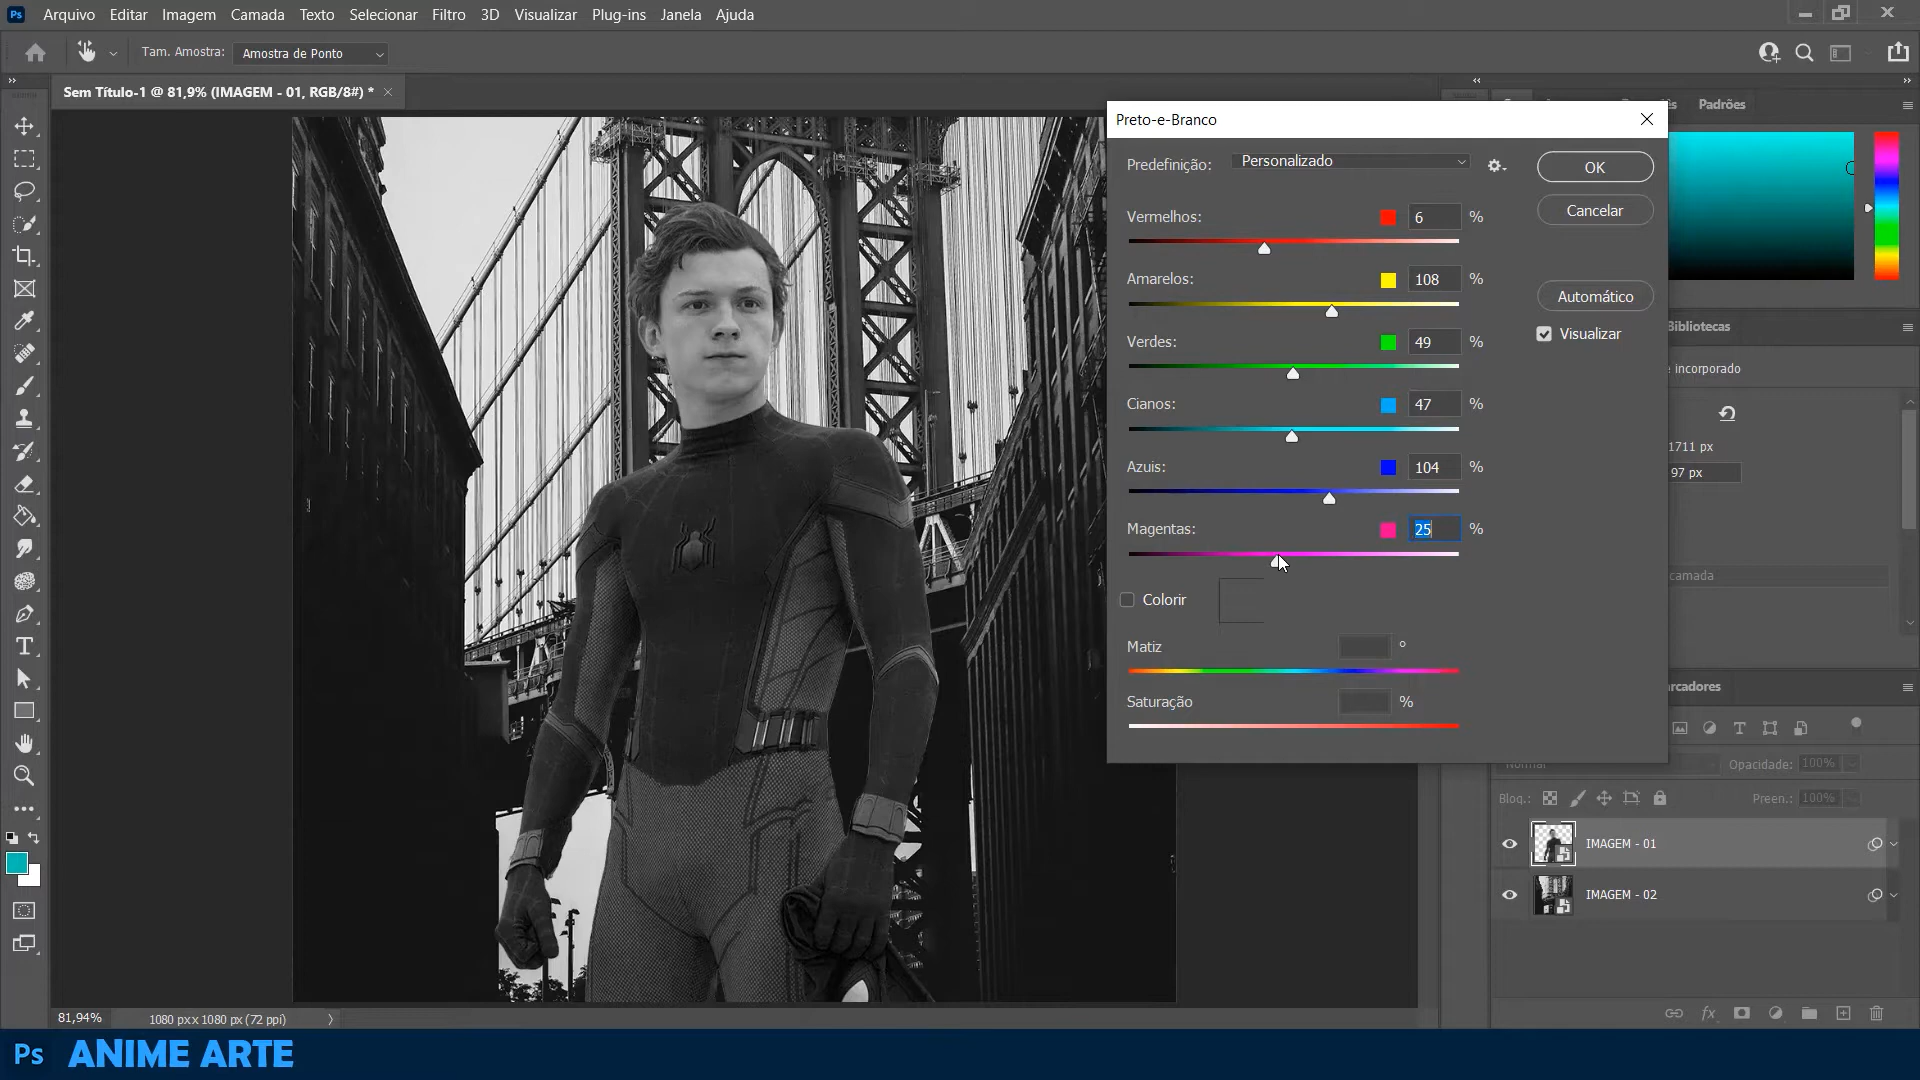 Ps Arquivo Editar Imagem Camada Texto Selecionar Filtro 3D Visualizar Plug-ins Janela Ajuda
Tam. Amostra: Amostra de Ponto
Sem Título-1 @ 81,9% (IMAGEM - 01, RGB/8#) *
Padrões
Preto-e-Branco
Predefinição: Personalizado
OK
Vermelhos: 6 %
Cancelar
Amarelos: 108 %
Automático
Verdes: 49 %
Visualizar
Bibliotecas
e incorporado
Cianos: 47 %
1711 px
Azuis: 104 %
97 px
Magentas: 25 %
camada
Colorir
Matiz °
Saturação %
rcadores
Normal
Opacidade: 100%
Bloq.: Preen.: 100%
IMAGEM - 01
IMAGEM - 02
fx
81,94% 1080 px x 1080 px (72 ppi)
Ps ANIME ARTE